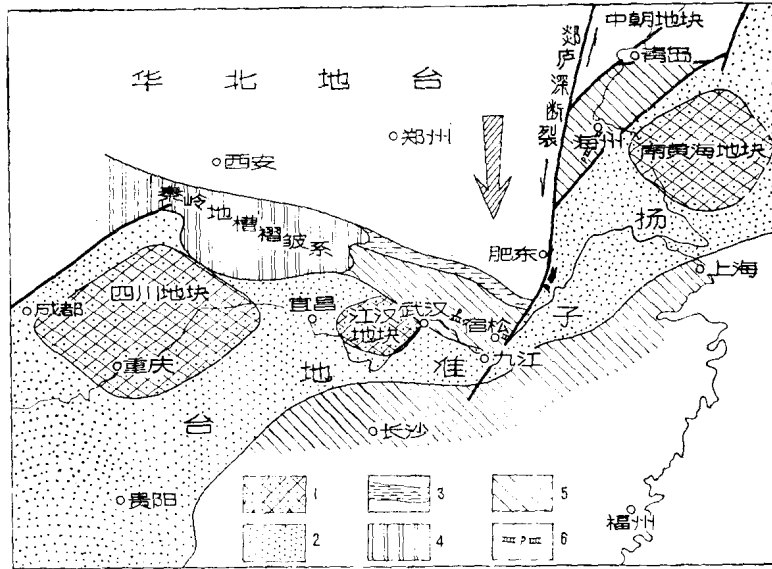 中朝地块
青岛
郯庐深断裂
华北地台
郑州
海州
西安
南黄海地块
秦岭地槽褶皱系
扬
肥东
上海
四川地块
成都
宜昌
江汉地块
武汉
宿松
子
重庆
九江
地
准
台
长沙
贵阳
福州
1
2
3
4
5
6
P